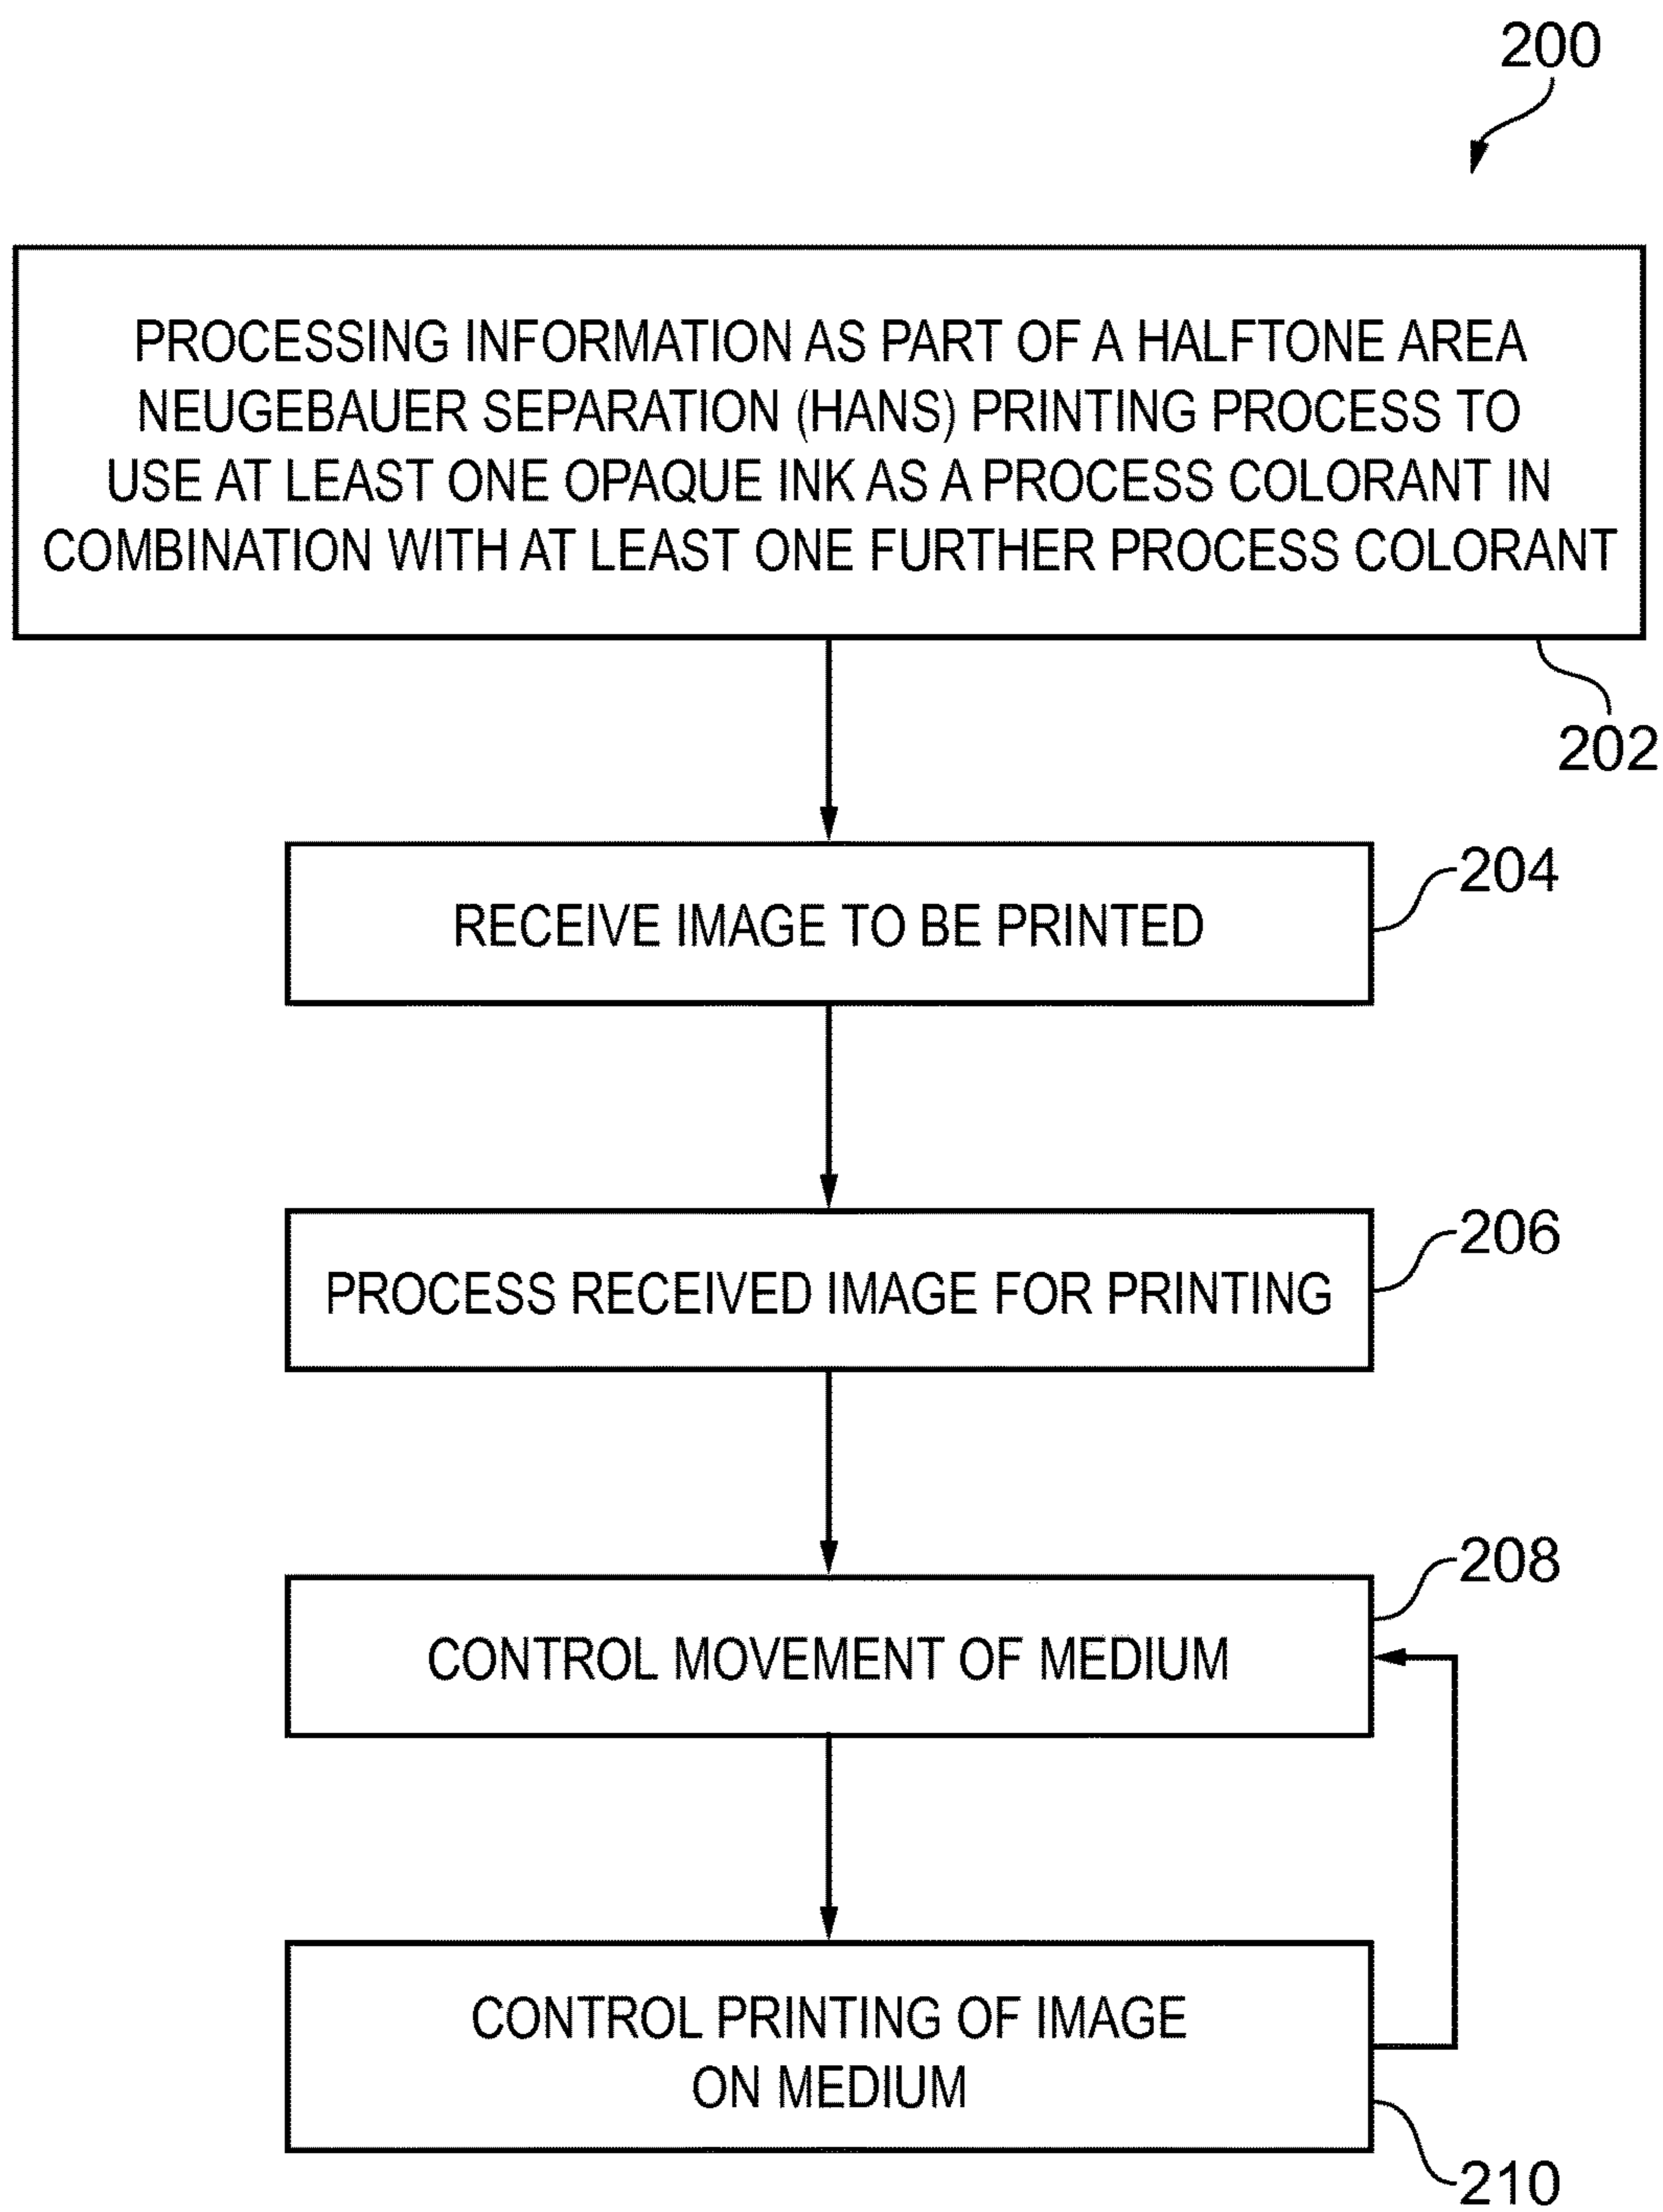 200
PROCESSING INFORMATION AS PART OF A HALFTONE AREA
NEUGEBAUER SEPARATION (HANS) PRINTING PROCESS TO
USE AT LEAST ONE OPAQUE INK AS A PROCESS COLORANT IN
COMBINATION WITH AT LEAST ONE FURTHER PROCESS COLORANT
202
204
RECEIVE IMAGE TO BE PRINTED
206
PROCESS RECEIVED IMAGE FOR PRINTING
208
CONTROL MOVEMENT OF MEDIUM
CONTROL PRINTING OF IMAGE
ON MEDIUM
210